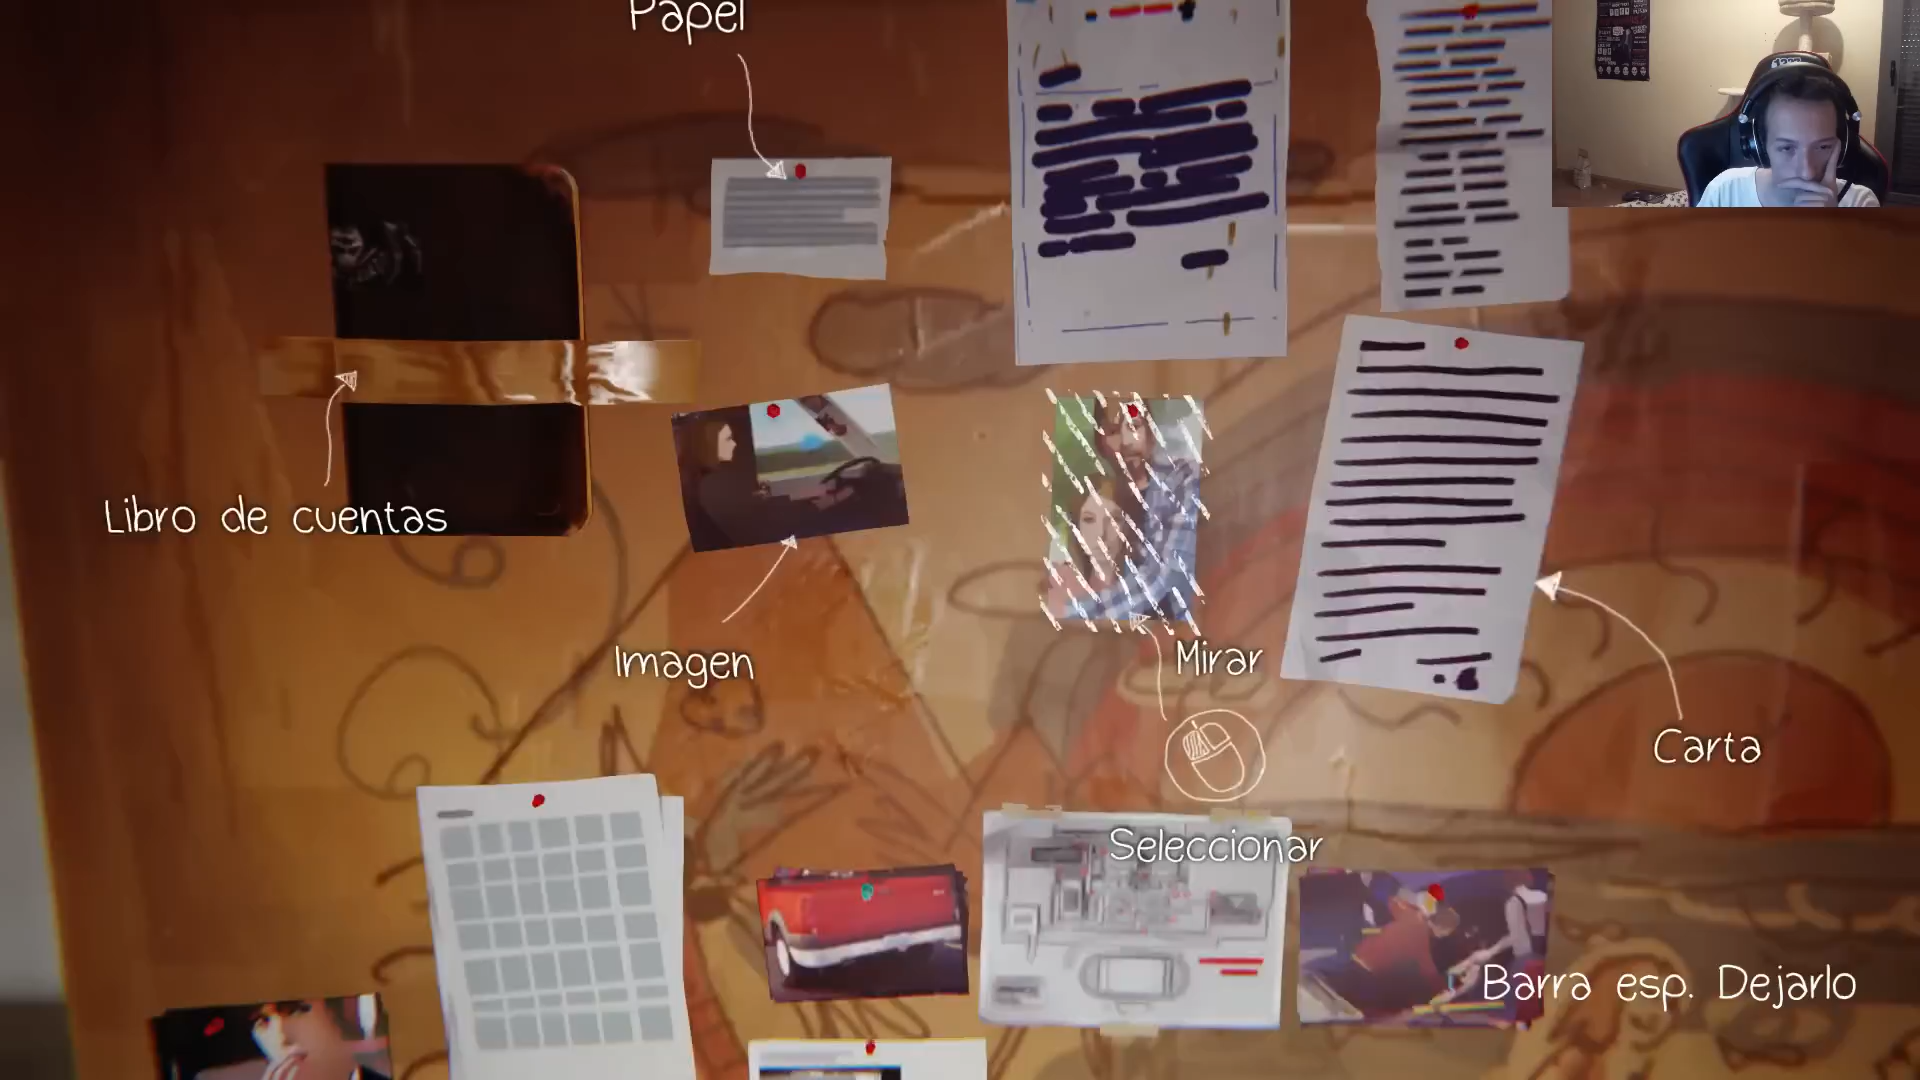 Papel
Libro de cuentas
Imagen
Mirar
Carta
Seleccionar
Barra esp. Dejarlo